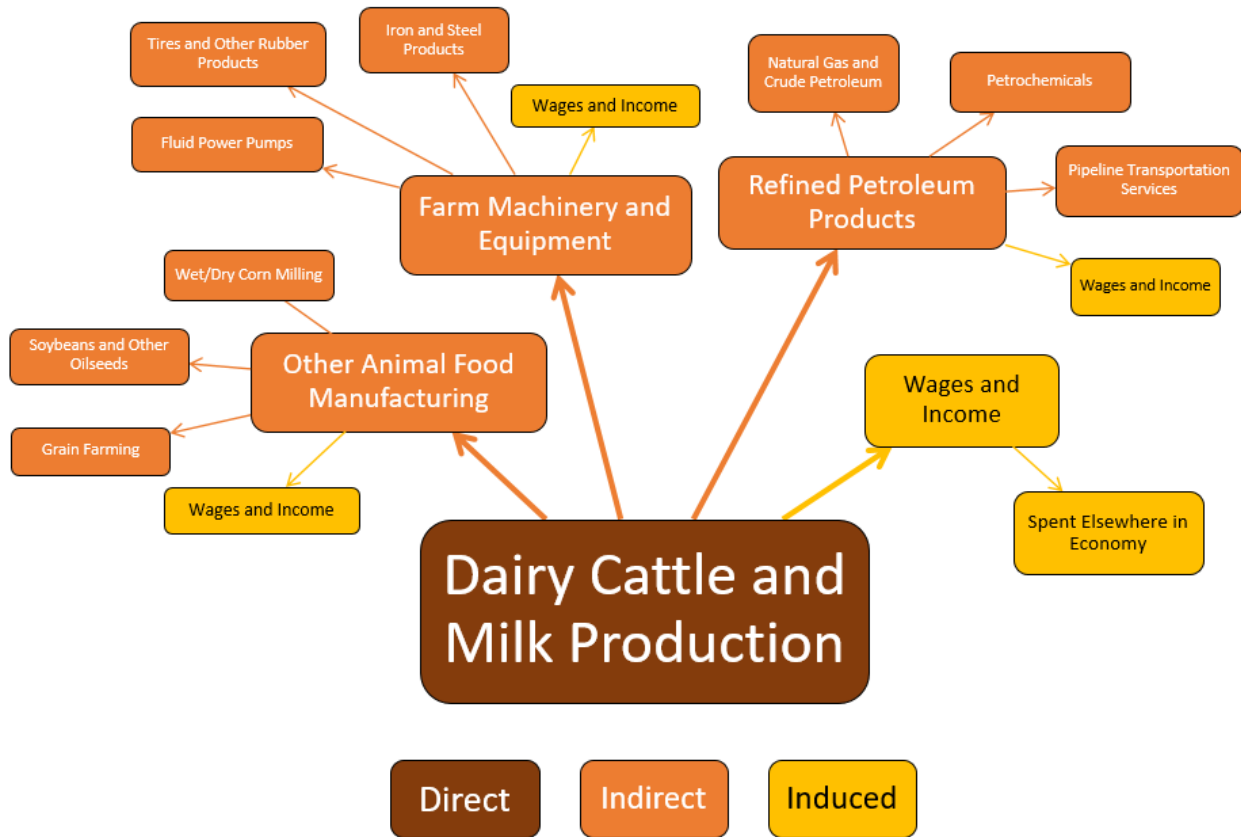 Tires and Other Rubber
Products
Iron and Steel
Products
Natural Gas and
Crude Petroleum
Petrochemicals
Wages and Income
Fluid Power Pumps
Farm Machinery and
Equipment
Refined Petroleum
Products
Pipeline Transportation
Services
Wet/Dry Corn Milling
Wages and Income
Soybeans and Other
Oilseeds
Other Animal Food
Manufacturing
Wages and
Income
Grain Farming
Wages and Income
Spent Elsewhere in
Economy
Dairy Cattle and
Milk Production
Direct
Indirect
Induced